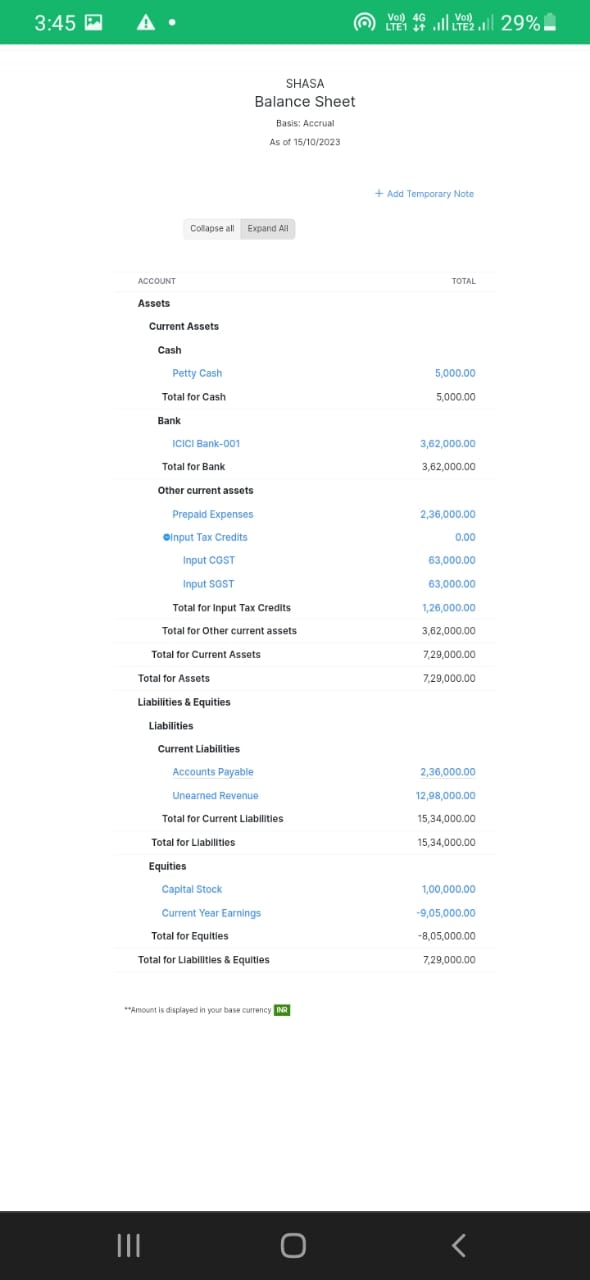 3:45
Vo)) 4G Vo)) 29%
LTE1 LTE2
SHASA
Balance Sheet
Basis: Accrual
As of 15/10/2023
+ Add Temporary Note
Collapse all Expand All
ACCOUNT TOTAL
Assets
Current Assets
Cash
Petty Cash 5,000.00
Total for Cash 5,000.00
Bank
ICICI Bank-001 3,62,000.00
Total for Bank 3,62,000.00
Other current assets
Prepaid Expenses 2,36,000.00
Input Tax Credits 0.00
Input CGST 63,000.00
Input SGST 63,000.00
Total for Input Tax Credits 1,26,000.00
Total for Other current assets 3,62,000.00
Total for Current Assets 7,29,000.00
Total for Assets 7,29,000.00
Liabilities & Equities
Liabilities
Current Liabilities
Accounts Payable 2,36,000.00
Unearned Revenue 12,98,000.00
Total for Current Liabilities 15,34,000.00
Total for Liabilities 15,34,000.00
Equities
Capital Stock 1,00,000.00
Current Year Earnings -9,05,000.00
Total for Equities -8,05,000.00
Total for Liabilities & Equities 7,29,000.00
**Amount is displayed in your base currency INR